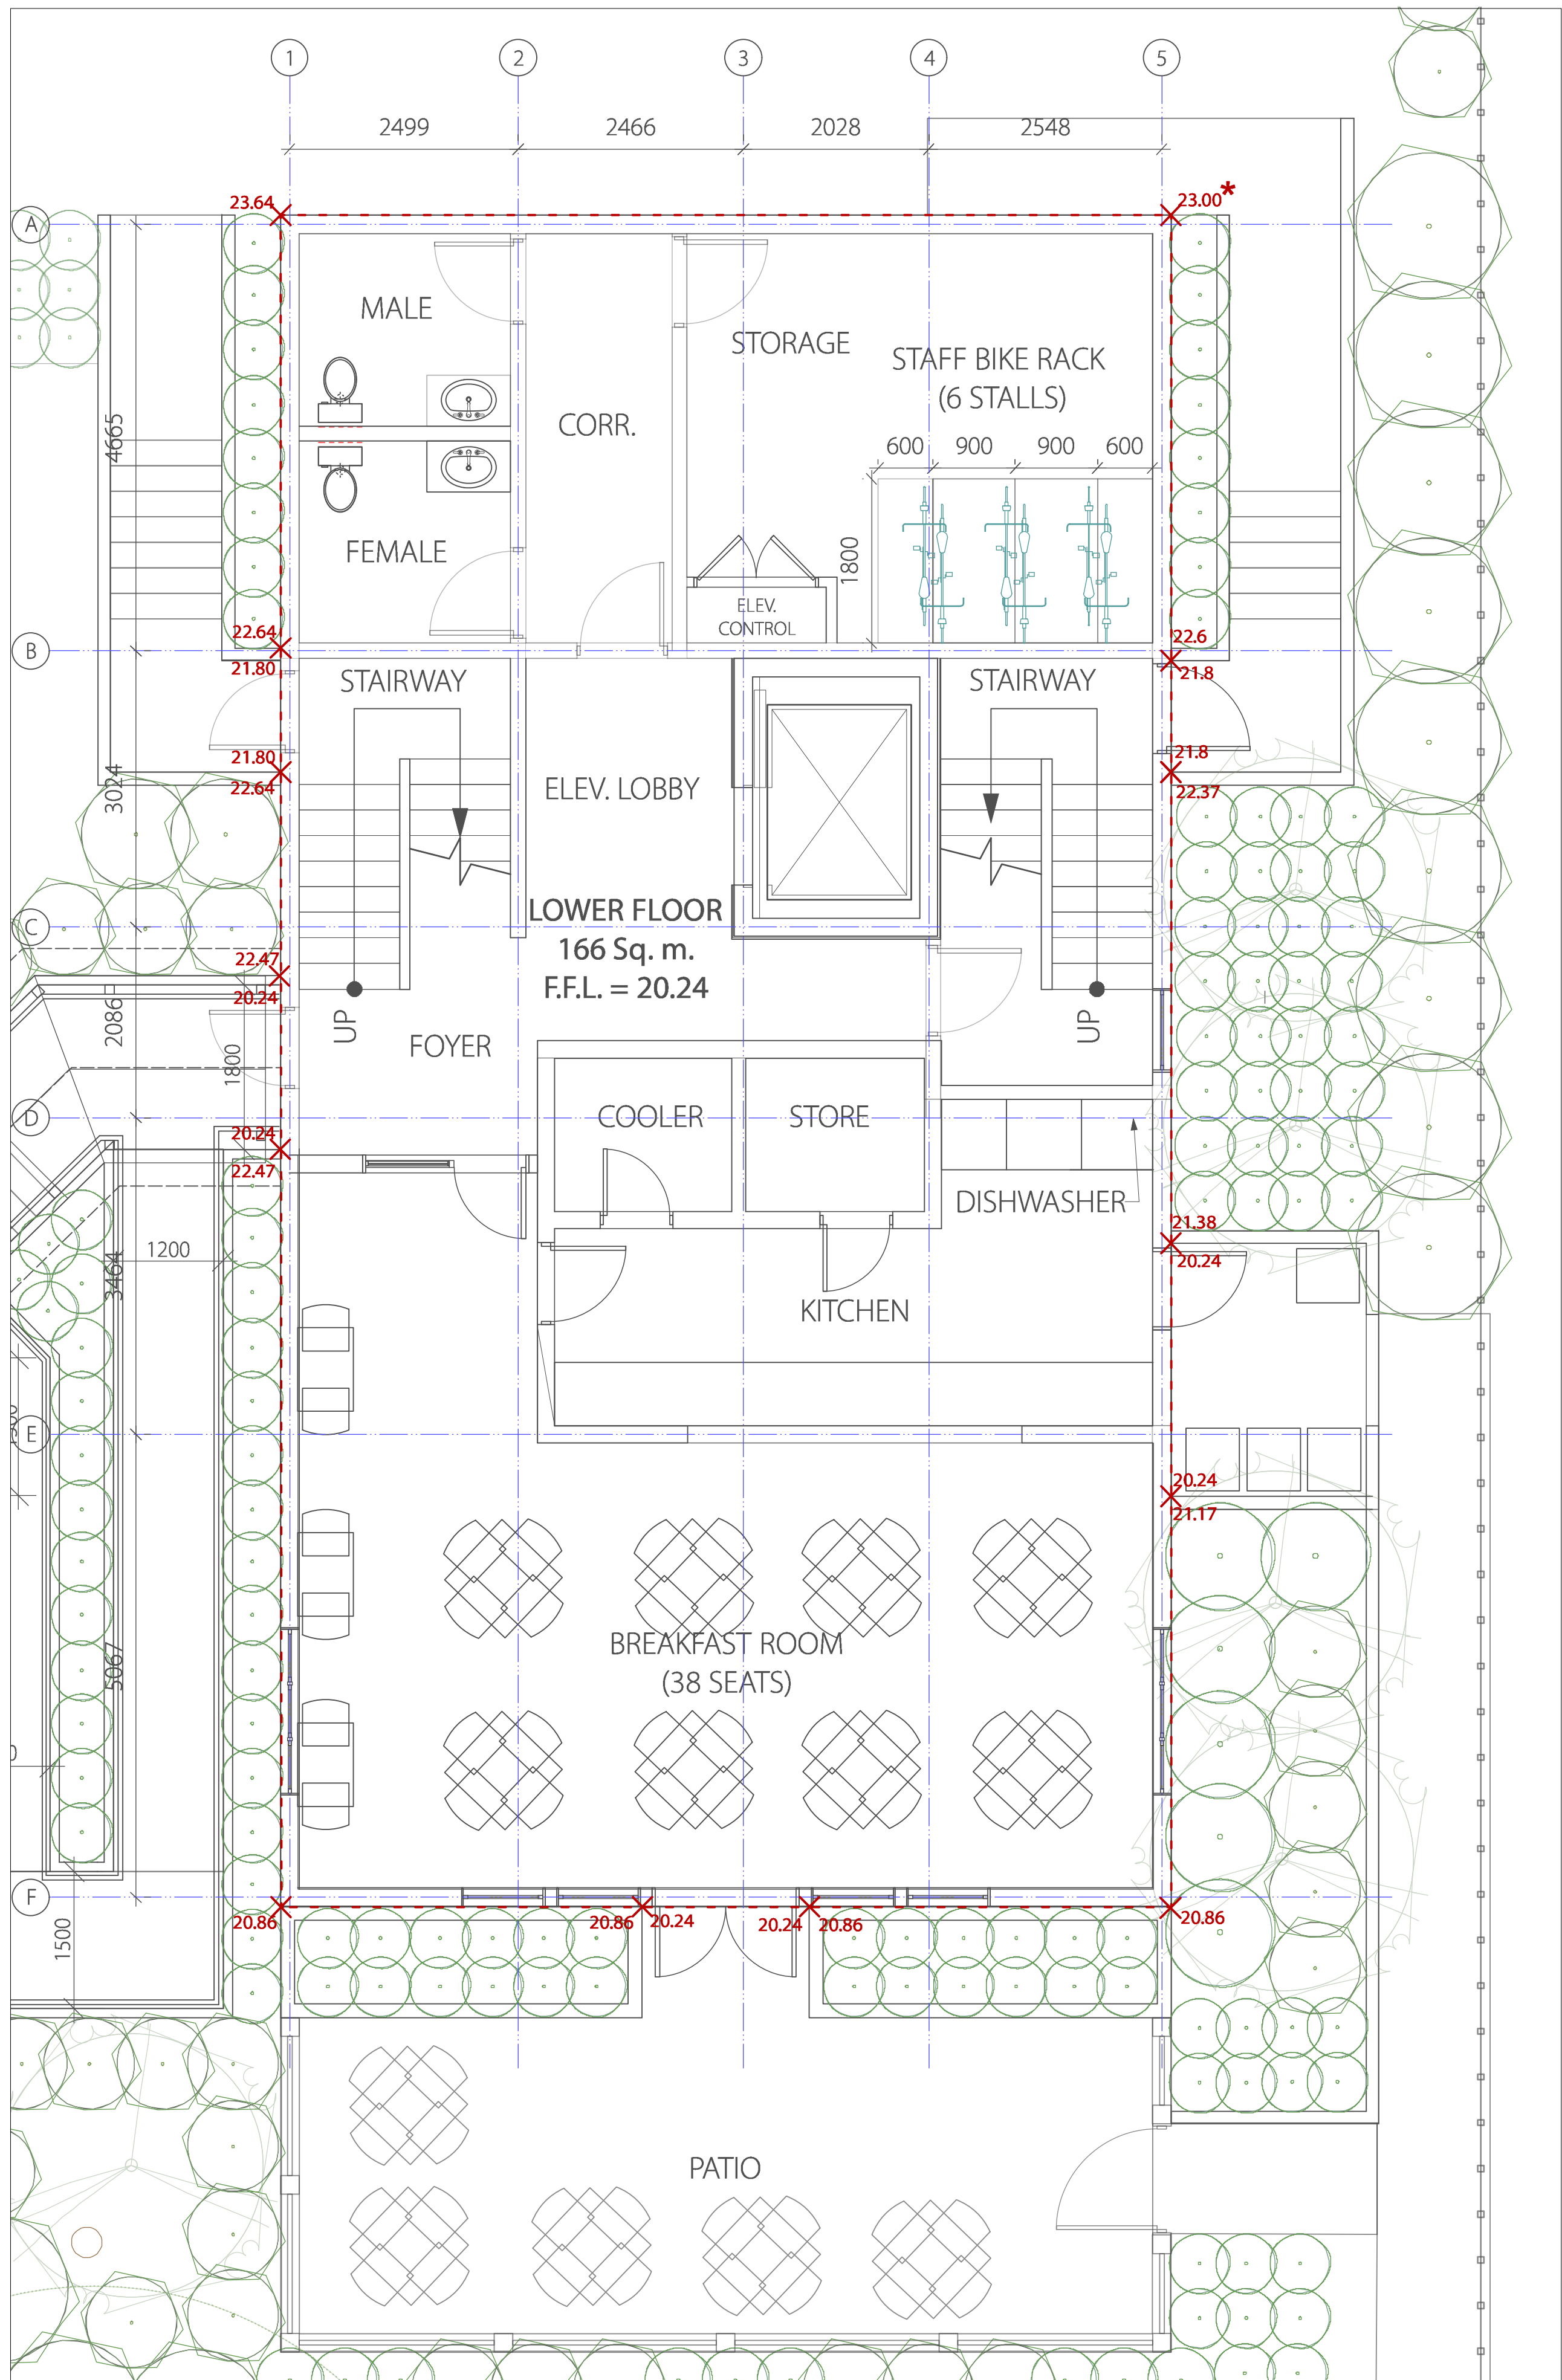 1 2 3 4 5
2499 2466 2028 2548
23.64 23.00*
A
MALE
STORAGE
STAFF BIKE RACK
(6 STALLS)
CORR.
4665
600 900 900 600
FEMALE
1800
ELEV.
CONTROL
22.64 22.6
B
21.80 21.8
STAIRWAY STAIRWAY
21.80 21.8
22.64 22.37
3024
ELEV. LOBBY
LOWER FLOOR
166 Sq. m.
F.F.L. = 20.24
C
22.47
20.24
2086
UP UP
FOYER
1800
D
COOLER STORE
20.24
22.47
DISHWASHER
21.38
20.24
1200
3464
KITCHEN
E
20.24
21.17
BREAKFAST ROOM
(38 SEATS)
5067
F
20.86 20.86 20.24 20.24 20.86 20.86
1500
PATIO